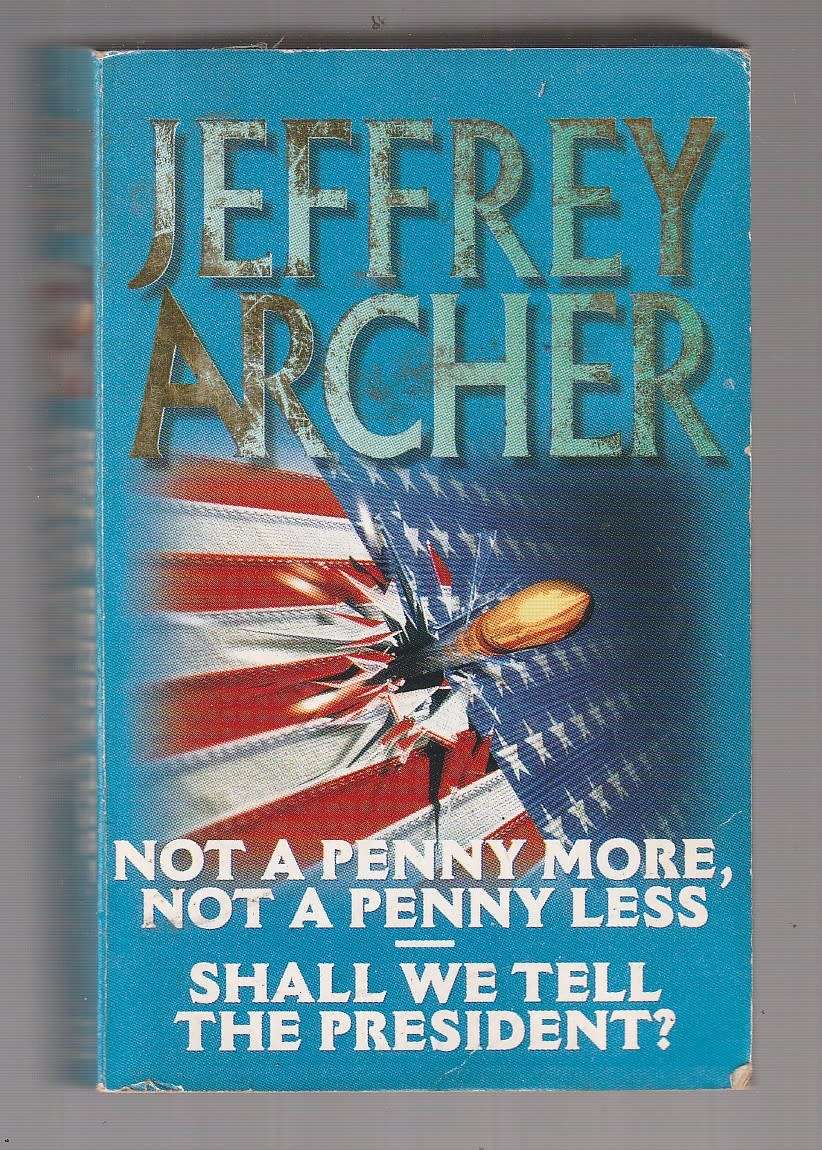 JEFFREY
ARCHER
NOT A PENNY MORE,
NOT A PENNY LESS
SHALL WE TELL
THE PRESIDENT?